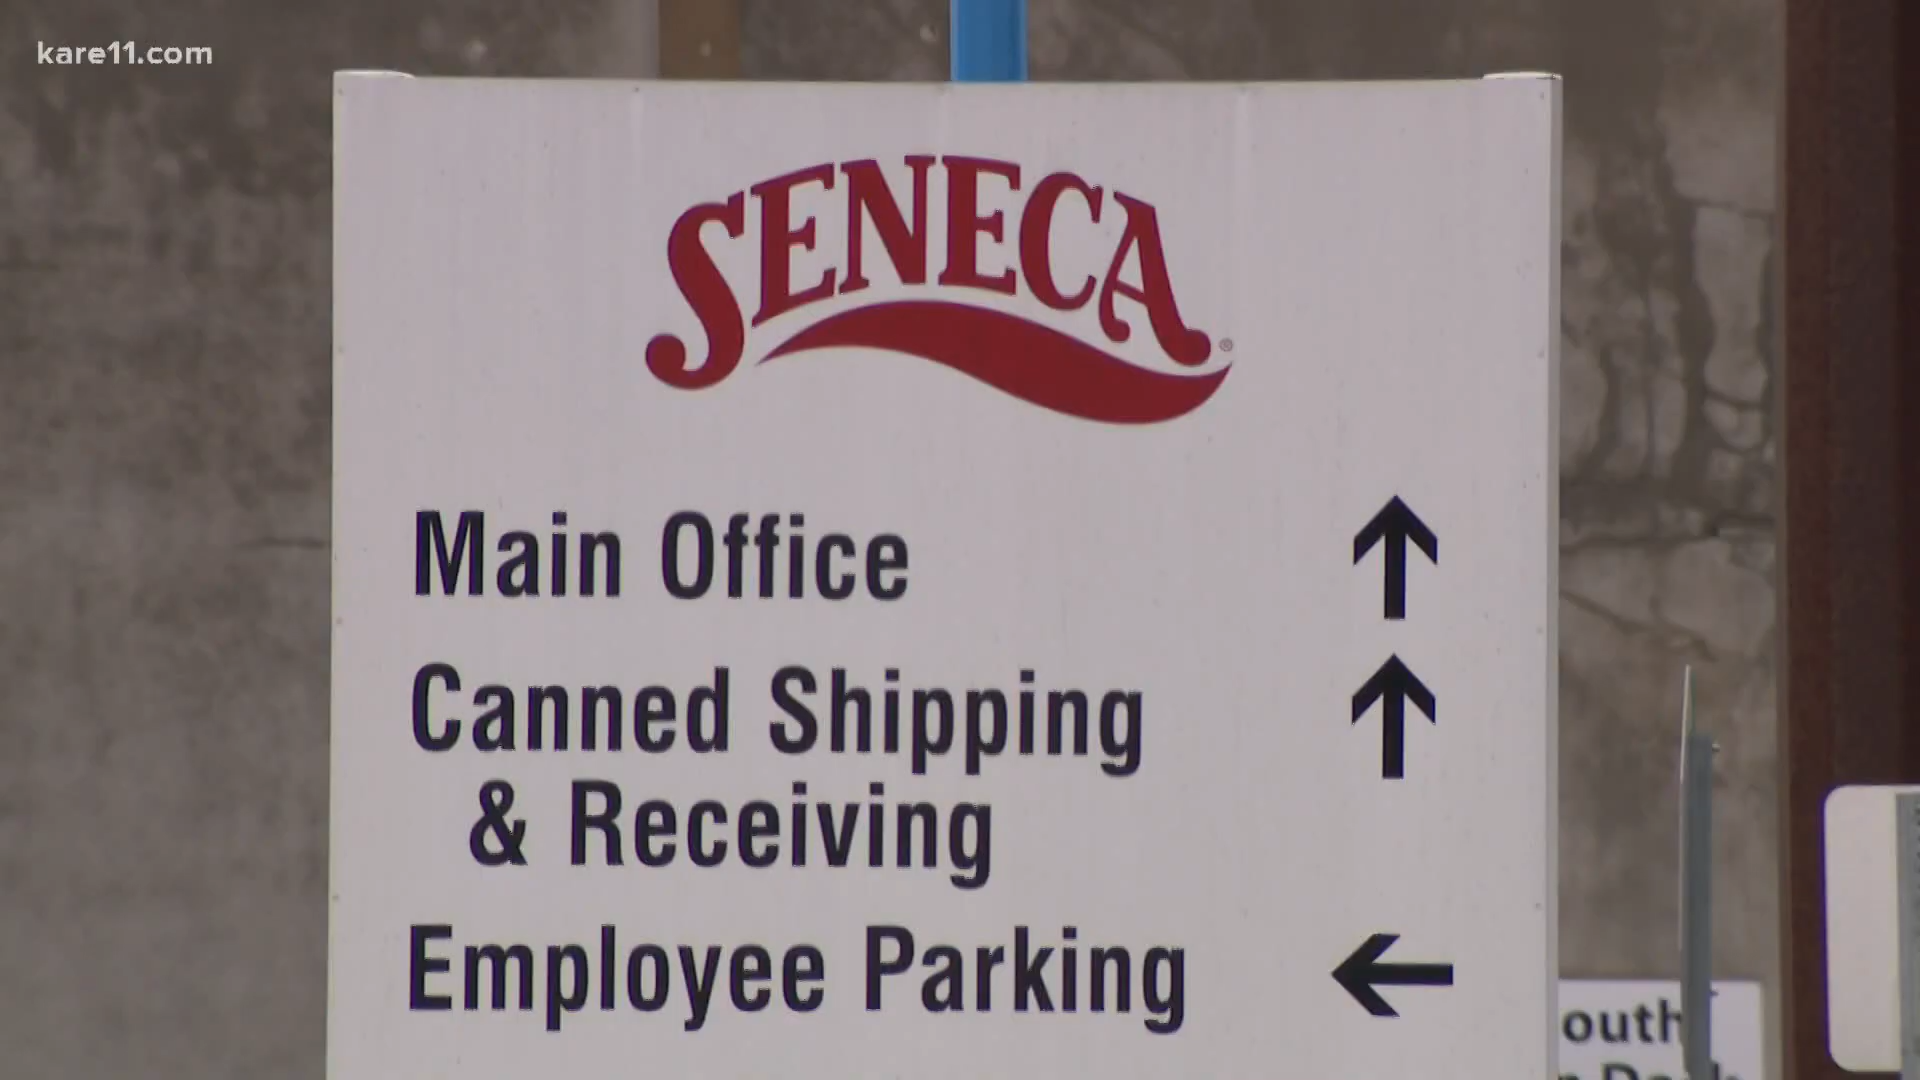 kare11.com
SENECA®
Main Office
Canned Shipping
& Receiving
Employee Parking